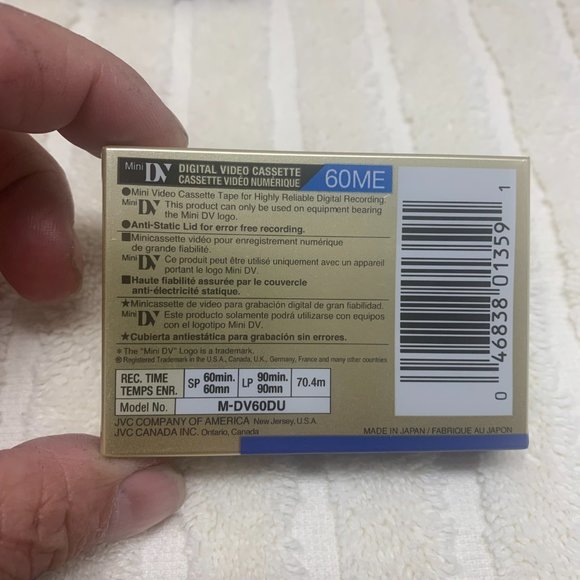 Mini DV DIGITAL VIDEO CASSETTE
CASSETTE VIDÉO NUMÉRIQUE
60ME
●Mini Video Cassette Tape for Highly Reliable Digital Recording.
Mini DV This product can only be used on equipment bearing
the Mini DV logo.
●Anti-Static Lid for error free recording.
■Minicassette vidéo pour enregistrement numérique
de grande fiabilité.
Mini DV Ce produit peut être utilisé uniquement avec un appareil
portant le logo Mini DV.
■Haute fiabilité assurée par le couvercle
anti-électricité statique.
★Minicassette de video para grabación digital de gran fiabilidad.
Mini DV Este producto solamente podrá utilizarse con equipos
con el logotipo Mini DV.
★Cubierta antiestática para grabación sin errores.
* The "Mini DV" Logo is a trademark.
® Registered Trademark in the U.S.A., Canada, U.K., Germany, France and many other countries.
REC. TIME SP 60min. LP 90min. 70.4m
TEMPS ENR. 60mn 90mn
Model No. M-DV60DU
JVC COMPANY OF AMERICA New Jersey, U.S.A.
JVC CANADA INC. Ontario, Canada
MADE IN JAPAN / FABRIQUE AU JAPON
0 46838 01359 1